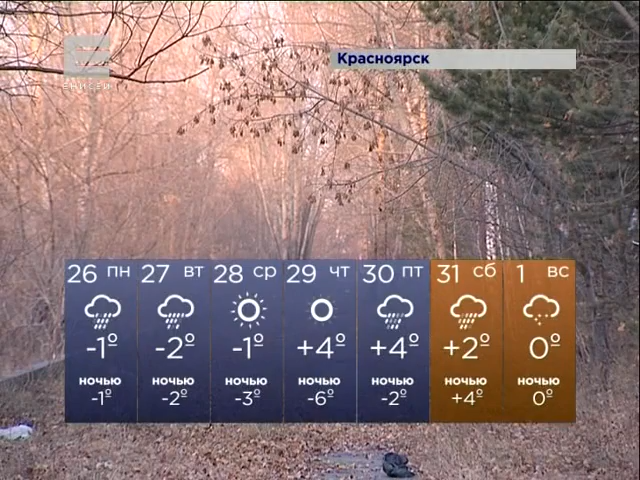 Красноярск
ЕНИСЕЙ
26 пн 27 вт 28 ср 29 чт 30 пт 31 сб 1 вс
-1º -2º -1º +4º +4º +2º 0º
ночью ночью ночью ночью ночью ночью ночью
-1º -2º -3º -6º -2º +4º 0º